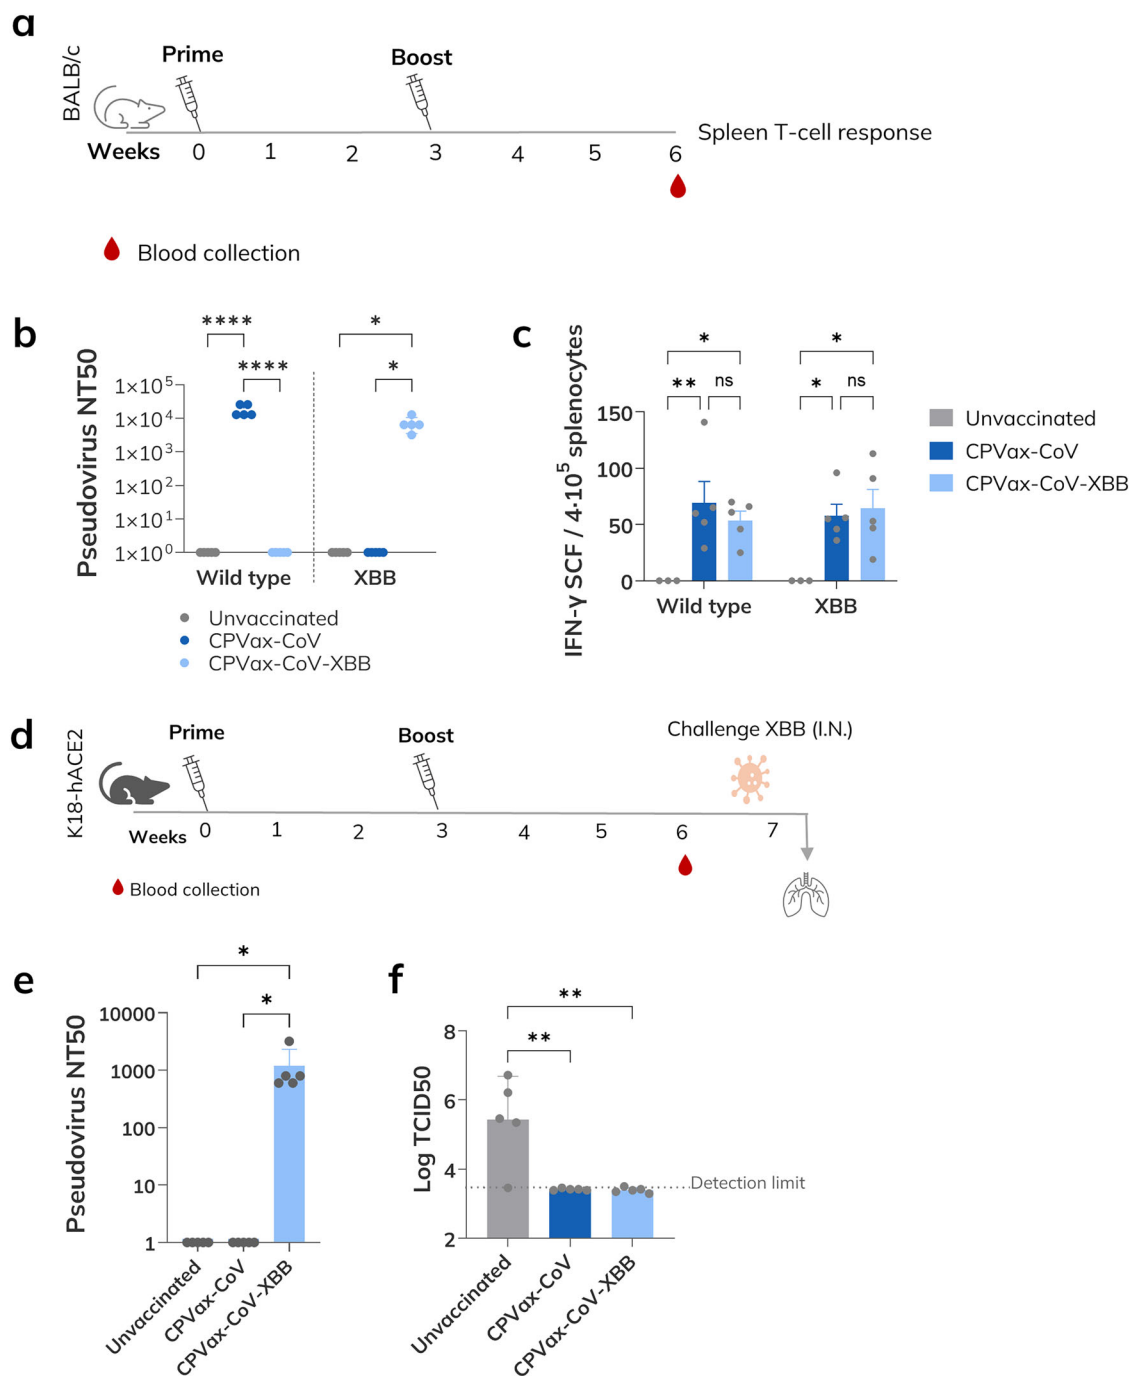 a
BALB/c
Prime
Boost
Weeks 0 1 2 3 4 5 6
Spleen T-cell response
Blood collection
b
Pseudovirus NT50
**** *
**** *
1×10⁵
1×10⁴
1×10³
1×10²
1×10¹
1×10⁰
Wild type XBB
Unvaccinated
CPVax-CoV
CPVax-CoV-XBB
c
IFN-γ SCF / 4·10⁵ splenocytes
* *
** ns * ns
150
100
50
0
Wild type XBB
Unvaccinated
CPVax-CoV
CPVax-CoV-XBB
d
K18-hACE2
Prime
Boost
Challenge XBB (I.N.)
Weeks 0 1 2 3 4 5 6 7
Blood collection
e
Pseudovirus NT50
*
*
10000
1000
100
10
1
Unvaccinated
CPVax-CoV
CPVax-CoV-XBB
f
Log TCID50
**
**
8
6
4
2
Detection limit
Unvaccinated
CPVax-CoV
CPVax-CoV-XBB